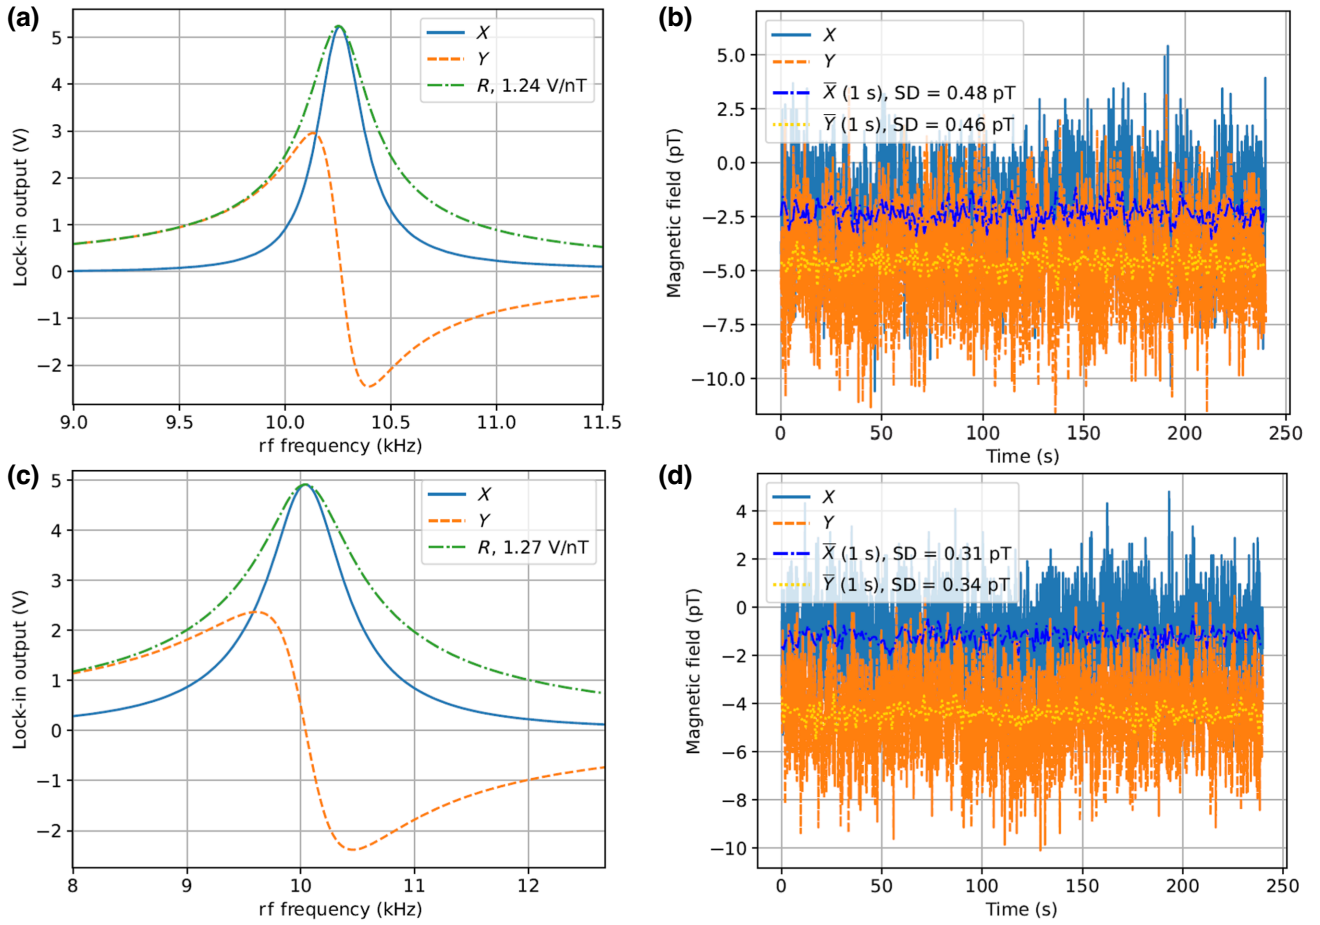 (a)
5
4
3
2
1
0
−1
−2
Lock-in output (V)
X
Y
R, 1.24 V/nT
9.0 9.5 10.0 10.5 11.0 11.5
rf frequency (kHz)
(b)
5.0
2.5
0.0
−2.5
−5.0
−7.5
−10.0
Magnetic field (pT)
X
Y
X̅ (1 s), SD = 0.48 pT
Y̅ (1 s), SD = 0.46 pT
0 50 100 150 200 250
Time (s)
(c)
5
4
3
2
1
0
−1
−2
Lock-in output (V)
X
Y
R, 1.27 V/nT
8 9 10 11 12
rf frequency (kHz)
(d)
4
2
0
−2
−4
−6
−8
−10
Magnetic field (pT)
X
Y
X̅ (1 s), SD = 0.31 pT
Y̅ (1 s), SD = 0.34 pT
0 50 100 150 200 250
Time (s)